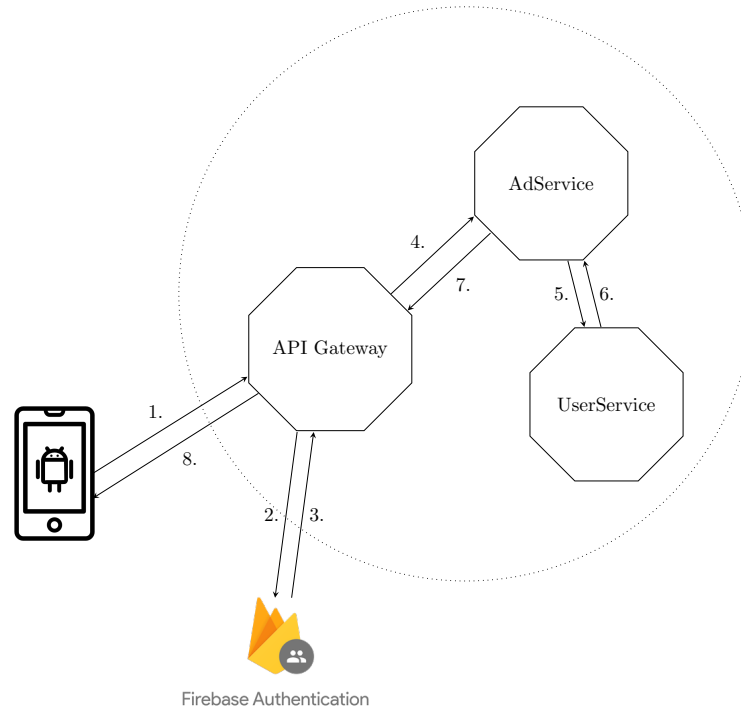 AdService
4.
7.
5.
6.
API Gateway
UserService
1.
8.
2.
3.
Firebase Authentication